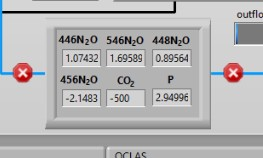 outflo
446N₂O 546N₂O 448N₂O
1.07432 1.69589 0.89564
456N₂O CO₂ P
-2.1483 -500 2.94996
OCLAS